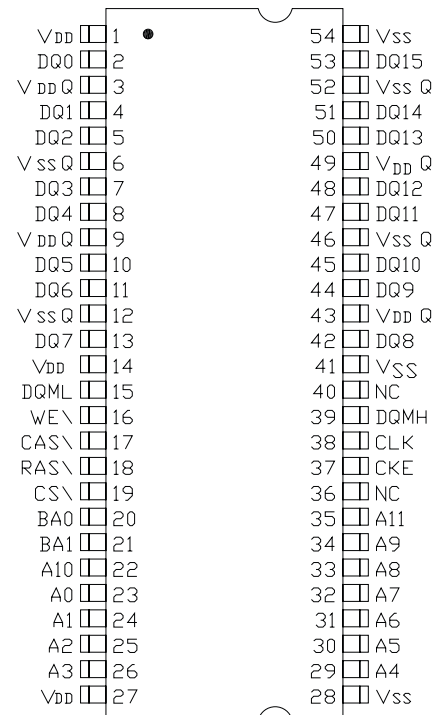 VDD 1 54 VSS
DQ0 2 53 DQ15
VDDQ 3 52 VSSQ
DQ1 4 51 DQ14
DQ2 5 50 DQ13
VSSQ 6 49 VDDQ
DQ3 7 48 DQ12
DQ4 8 47 DQ11
VDDQ 9 46 VSSQ
DQ5 10 45 DQ10
DQ6 11 44 DQ9
VSSQ 12 43 VDDQ
DQ7 13 42 DQ8
VDD 14 41 VSS
DQML 15 40 NC
WE\ 16 39 DQMH
CAS\ 17 38 CLK
RAS\ 18 37 CKE
CS\ 19 36 NC
BA0 20 35 A11
BA1 21 34 A9
A10 22 33 A8
A0 23 32 A7
A1 24 31 A6
A2 25 30 A5
A3 26 29 A4
VDD 27 28 VSS